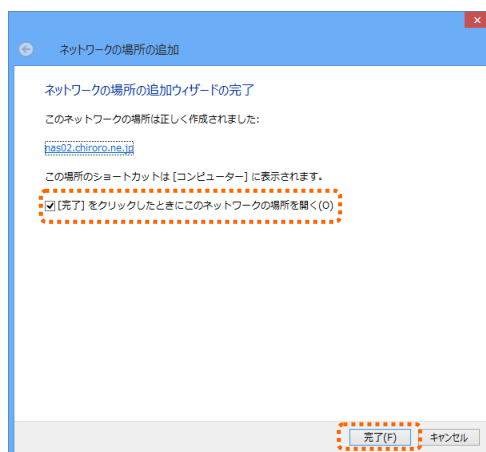 ネットワークの場所の追加
ネットワークの場所の追加ウィザードの完了
このネットワークの場所は正しく作成されました:
nas02.chiroro.ne.jp
この場所のショートカットは [コンピューター] に表示されます。
[完了] をクリックしたときにこのネットワークの場所を開く(O)
完了(F) キャンセル